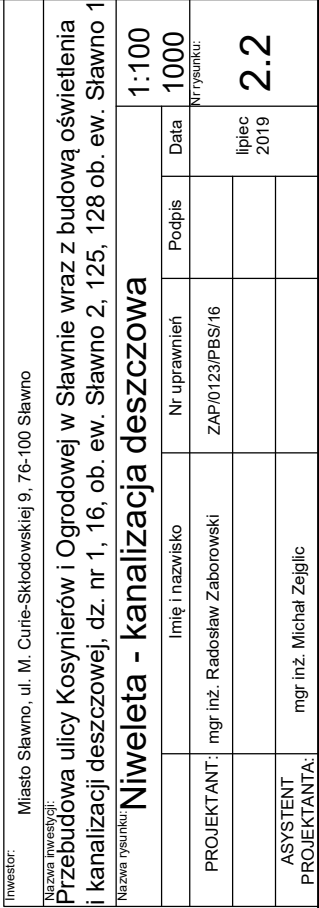 Inwestor:
Miasto Sławno, ul. M. Curie-Skłodowskiej 9, 76-100 Sławno
Nazwa inwestycji:
Przebudowa ulicy Kosynierów i Ogrodowej w Sławnie wraz z budową oświetlenia
i kanalizacji deszczowej, dz. nr 1, 16, ob. ew. Sławno 2, 125, 128 ob. ew. Sławno 1
Nazwa rysunku:
Niweleta - kanalizacja deszczowa
1:100
1000
Imię i nazwisko
Nr uprawnień
Podpis
Data
Nr rysunku:
PROJEKTANT:
mgr inż. Radosław Zaborowski
ZAP/0123/PBS/16
lipiec
2019
2.2
ASYSTENT
PROJEKTANTA:
mgr inż. Michał Zejglic